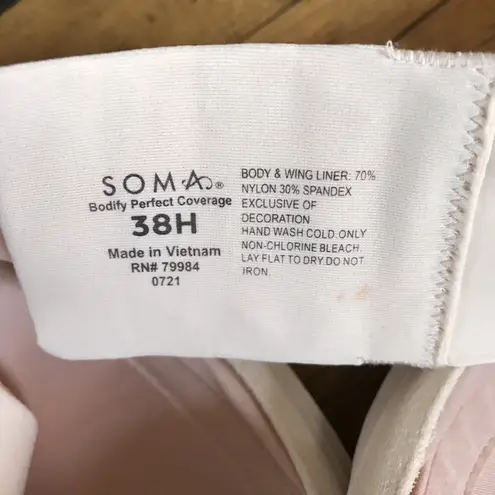 SOMA®
Bodify Perfect Coverage
38H
Made in Vietnam
RN# 79984
0721
BODY & WING LINER: 70%
NYLON 30% SPANDEX
EXCLUSIVE OF
DECORATION
HAND WASH COLD.ONLY
NON-CHLORINE BLEACH.
LAY FLAT TO DRY.DO NOT
IRON.